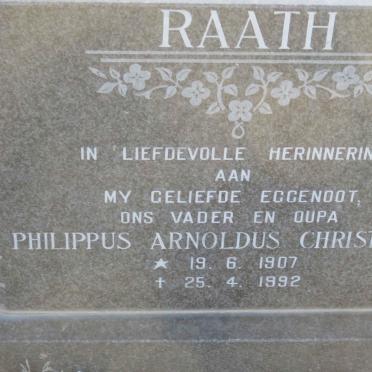 RAATH
IN LIEFDEVOLLE HERINNERIN
AAN
MY GELIEFDE EGGENOOT,
ONS VADER EN OUPA
PHILIPPUS ARNOLDUS CHRIST
★ 19. 6. 1907
✝ 25. 4. 1992